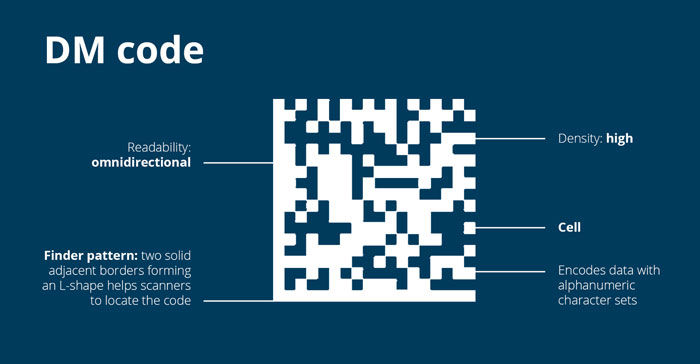 DM code
Readability:
omnidirectional
Finder pattern: two solid
adjacent borders forming
an L-shape helps scanners
to locate the code
Density: high
Cell
Encodes data with
alphanumeric
character sets